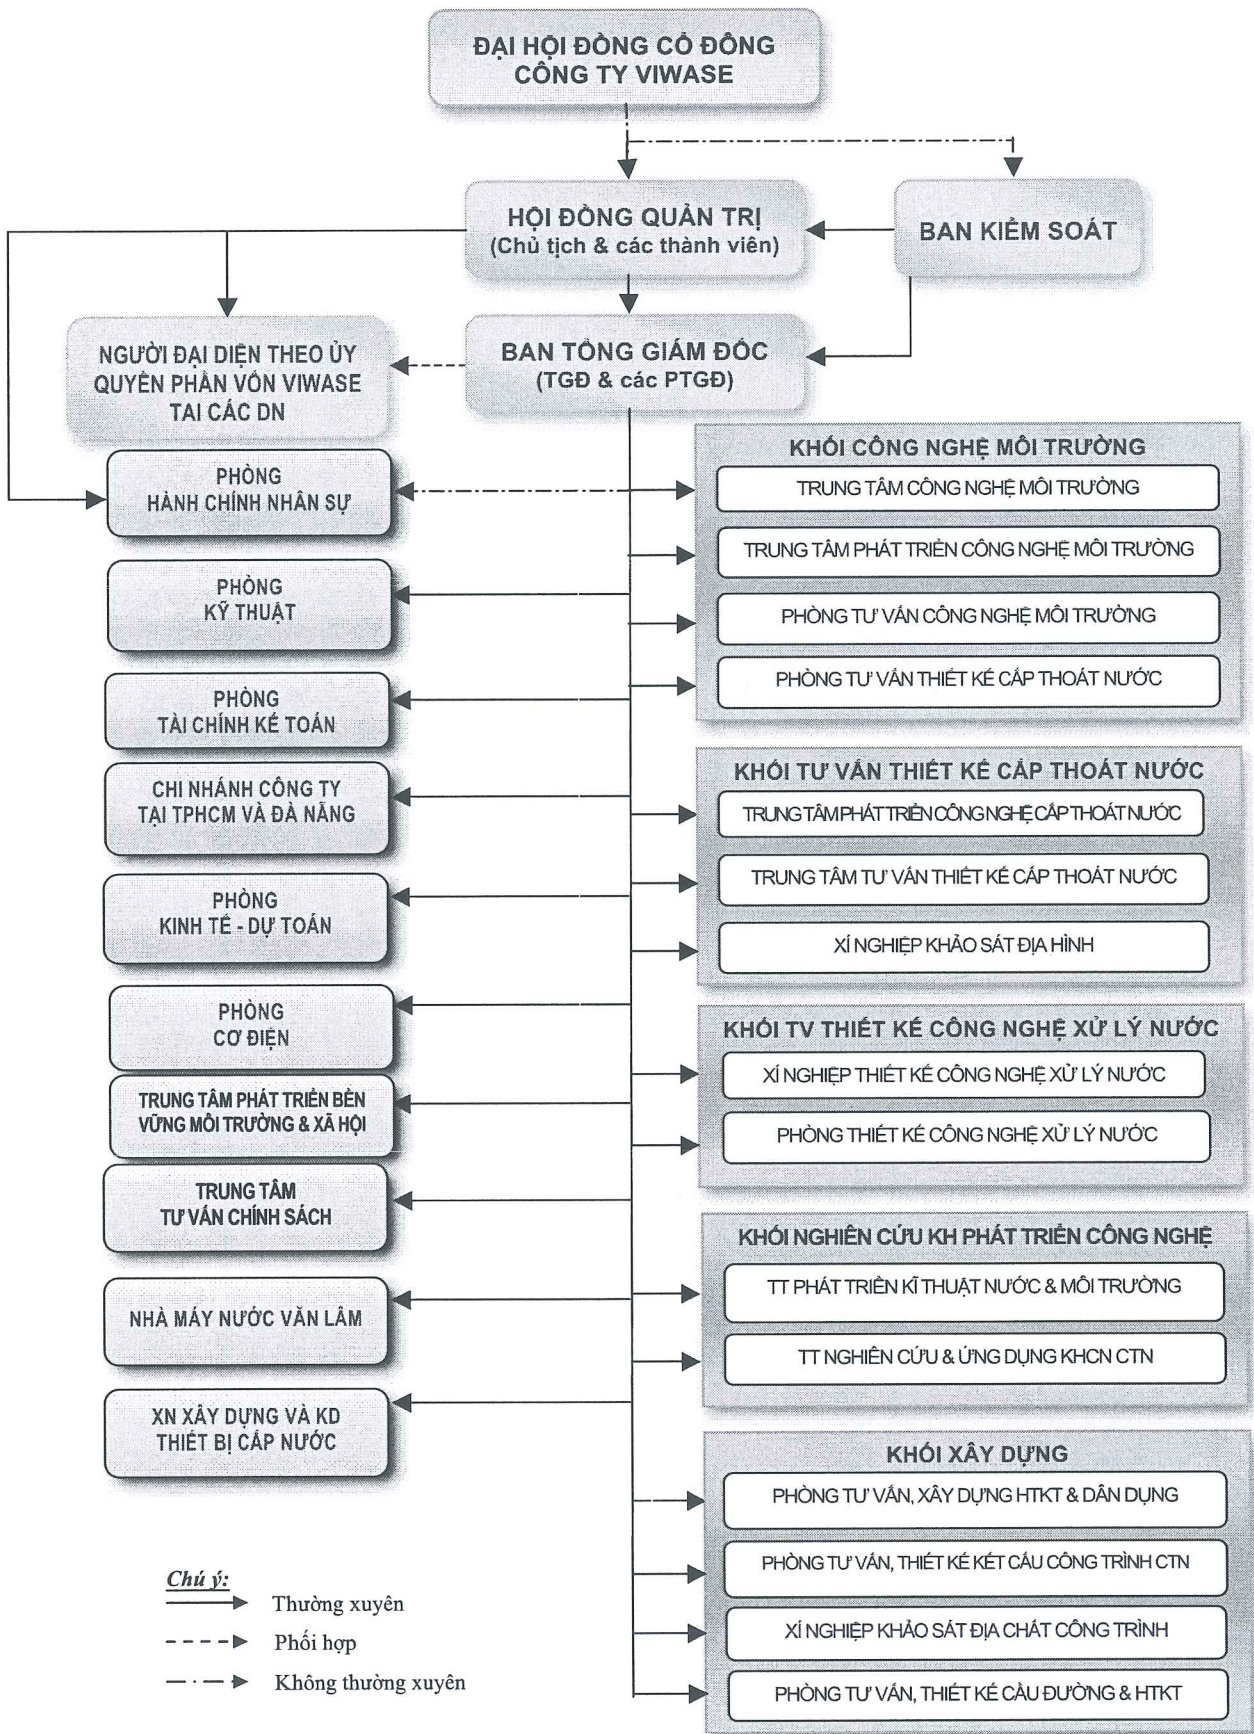 ĐẠI HỘI ĐỒNG CỔ ĐÔNG
CÔNG TY VIWASE
HỘI ĐỒNG QUẢN TRỊ
(Chủ tịch & các thành viên)
BAN KIỂM SOÁT
NGƯỜI ĐẠI DIỆN THEO ỦY
QUYỀN PHẦN VỐN VIWASE
TẠI CÁC DN
BAN TỔNG GIÁM ĐỐC
(TGĐ & các PTGĐ)
PHÒNG
HÀNH CHÍNH NHÂN SỰ
PHÒNG
KỸ THUẬT
PHÒNG
TÀI CHÍNH KẾ TOÁN
CHI NHÁNH CÔNG TY
TẠI TPHCM VÀ ĐÀ NẴNG
PHÒNG
KINH TẾ - DỰ TOÁN
PHÒNG
CƠ ĐIỆN
TRUNG TÂM PHÁT TRIỂN BỀN
VỮNG MÔI TRƯỜNG & XÃ HỘI
TRUNG TÂM
TƯ VẤN CHÍNH SÁCH
NHÀ MÁY NƯỚC VĂN LÂM
XN XÂY DỰNG VÀ KD
THIẾT BỊ CẤP NƯỚC
KHỐI CÔNG NGHỆ MÔI TRƯỜNG
TRUNG TÂM CÔNG NGHỆ MÔI TRƯỜNG
TRUNG TÂM PHÁT TRIỂN CÔNG NGHỆ MÔI TRƯỜNG
PHÒNG TƯ VẤN CÔNG NGHỆ MÔI TRƯỜNG
PHÒNG TƯ VẤN THIẾT KẾ CẤP THOÁT NƯỚC
KHỐI TƯ VẤN THIẾT KẾ CẤP THOÁT NƯỚC
TRUNG TÂM PHÁT TRIỂN CÔNG NGHỆ CẤP THOÁT NƯỚC
TRUNG TÂM TƯ VẤN THIẾT KẾ CẤP THOÁT NƯỚC
XÍ NGHIỆP KHẢO SÁT ĐỊA HÌNH
KHỐI TV THIẾT KẾ CÔNG NGHỆ XỬ LÝ NƯỚC
XÍ NGHIỆP THIẾT KẾ CÔNG NGHỆ XỬ LÝ NƯỚC
PHÒNG THIẾT KẾ CÔNG NGHỆ XỬ LÝ NƯỚC
KHỐI NGHIÊN CỨU KH PHÁT TRIỂN CÔNG NGHỆ
TT PHÁT TRIỂN KĨ THUẬT NƯỚC & MÔI TRƯỜNG
TT NGHIÊN CỨU & ỨNG DỤNG KHCN CTN
KHỐI XÂY DỰNG
PHÒNG TƯ VẤN, XÂY DỰNG HTKT & DÂN DỤNG
PHÒNG TƯ VẤN, THIẾT KẾ KẾT CẤU CÔNG TRÌNH CTN
XÍ NGHIỆP KHẢO SÁT ĐỊA CHẤT CÔNG TRÌNH
PHÒNG TƯ VẤN, THIẾT KẾ CẦU ĐƯỜNG & HTKT
Chú ý:
Thường xuyên
Phối hợp
Không thường xuyên